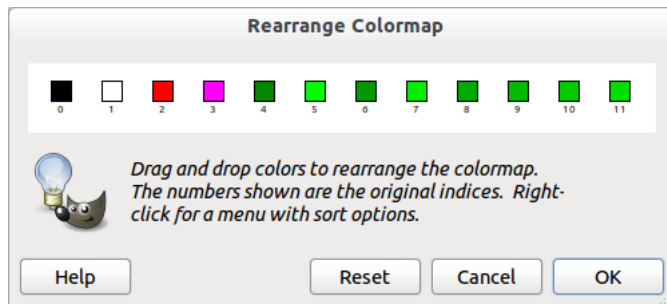 Rearrange Colormap
0 1 2 3 4 5 6 7 8 9 10 11
Drag and drop colors to rearrange the colormap.
The numbers shown are the original indices. Right-
click for a menu with sort options.
Help Reset Cancel OK